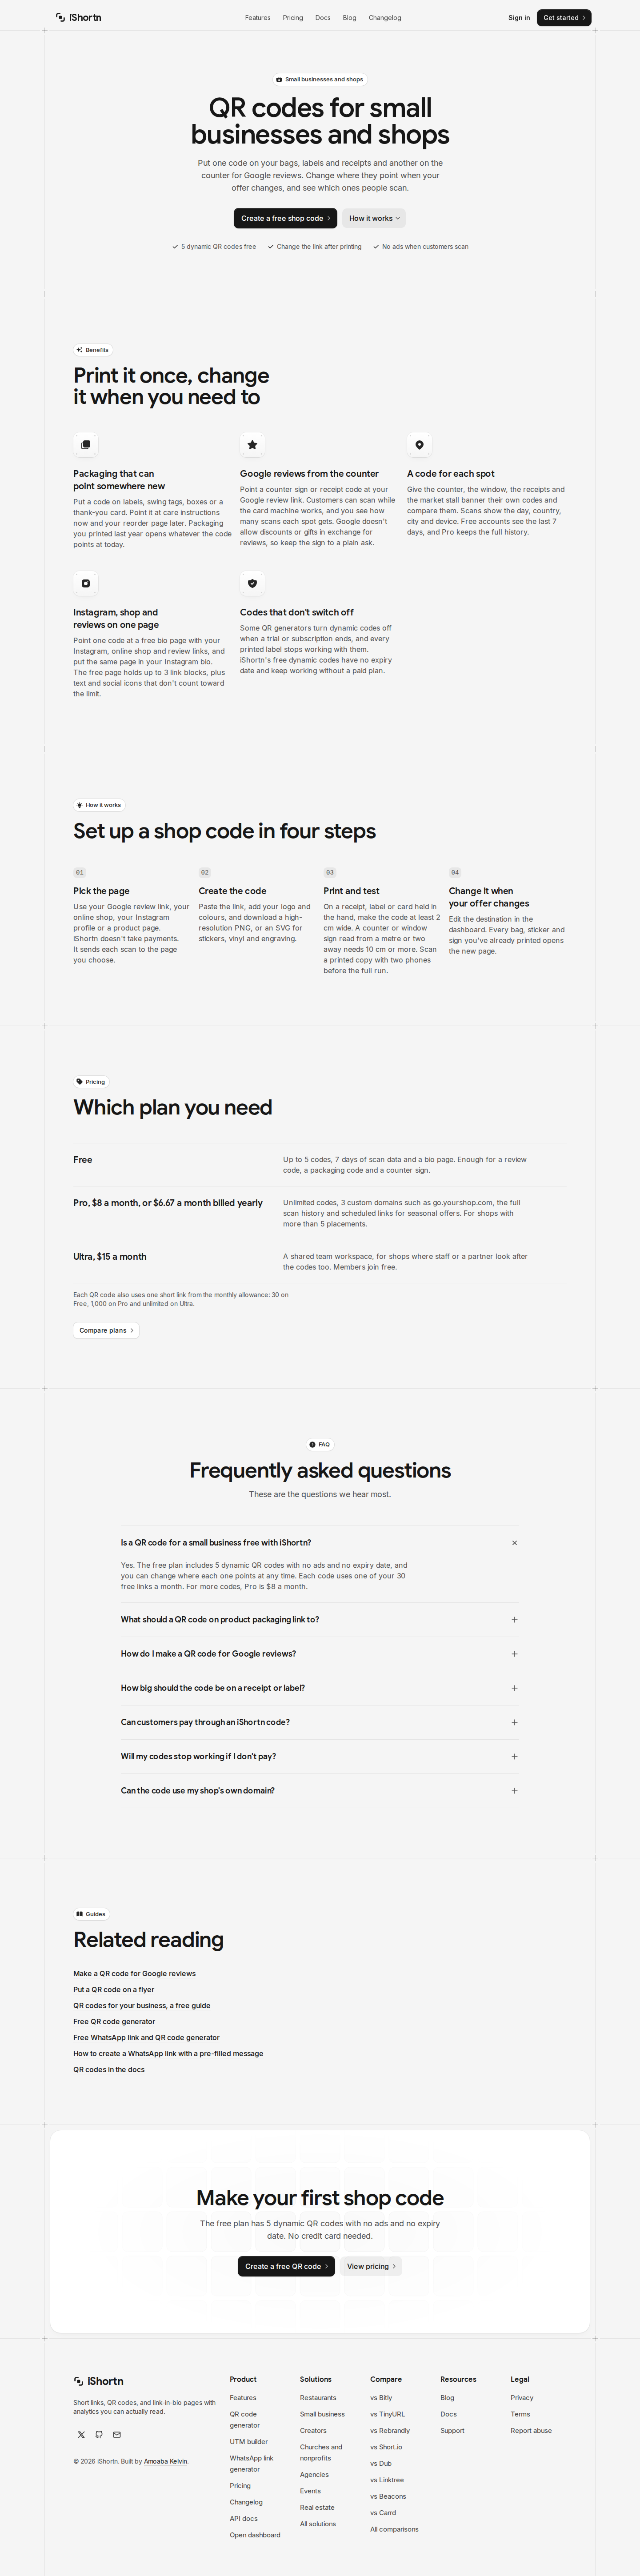 iShortn
Features Pricing Docs Blog Changelog
Sign in Get started
Small businesses and shops
QR codes for small
businesses and shops
Put one code on your bags, labels and receipts and another on the
counter for Google reviews. Change where they point when your
offer changes, and see which ones people scan.
Create a free shop code How it works
5 dynamic QR codes free Change the link after printing No ads when customers scan
Benefits
Print it once, change
it when you need to
Packaging that can
point somewhere new
Put a code on labels, swing tags, boxes or a
thank-you card. Point it at care instructions
now and your reorder page later. Packaging
you printed last year opens whatever the code
points at today.
Google reviews from the counter
Point a counter sign or receipt code at your
Google review link. Customers can scan while
the card machine works, and you see how
many scans each spot gets. Google doesn't
allow discounts or gifts in exchange for
reviews, so keep the sign to a plain ask.
A code for each spot
Give the counter, the window, the receipts and
the market stall banner their own codes and
compare them. Scans show the day, country,
city and device. Free accounts see the last 7
days, and Pro keeps the full history.
Instagram, shop and
reviews on one page
Point one code at a free bio page with your
Instagram, online shop and review links, and
put the same page in your Instagram bio.
The free page holds up to 3 link blocks, plus
text and social icons that don't count toward
the limit.
Codes that don't switch off
Some QR generators turn dynamic codes off
when a trial or subscription ends, and every
printed label stops working with them.
iShortn's free dynamic codes have no expiry
date and keep working without a paid plan.
How it works
Set up a shop code in four steps
01
Pick the page
Use your Google review link, your
online shop, your Instagram
profile or a product page.
iShortn doesn't take payments.
It sends each scan to the page
you choose.
02
Create the code
Paste the link, add your logo and
colours, and download a high-
resolution PNG, or an SVG for
stickers, vinyl and engraving.
03
Print and test
On a receipt, label or card held in
the hand, make the code at least 2
cm wide. A counter or window
sign read from a metre or two
away needs 10 cm or more. Scan
a printed copy with two phones
before the full run.
04
Change it when
your offer changes
Edit the destination in the
dashboard. Every bag, sticker and
sign you've already printed opens
the new page.
Pricing
Which plan you need
Free
Up to 5 codes, 7 days of scan data and a bio page. Enough for a review
code, a packaging code and a counter sign.
Pro, $8 a month, or $6.67 a month billed yearly
Unlimited codes, 3 custom domains such as go.yourshop.com, the full
scan history and scheduled links for seasonal offers. For shops with
more than 5 placements.
Ultra, $15 a month
A shared team workspace, for shops where staff or a partner look after
the codes too. Members join free.
Each QR code also uses one short link from the monthly allowance: 30 on
Free, 1,000 on Pro and unlimited on Ultra.
Compare plans
FAQ
Frequently asked questions
These are the questions we hear most.
Is a QR code for a small business free with iShortn?
Yes. The free plan includes 5 dynamic QR codes with no ads and no expiry date, and
you can change where each one points at any time. Each code uses one of your 30
free links a month. For more codes, Pro is $8 a month.
What should a QR code on product packaging link to?
How do I make a QR code for Google reviews?
How big should the code be on a receipt or label?
Can customers pay through an iShortn code?
Will my codes stop working if I don't pay?
Can the code use my shop's own domain?
Guides
Related reading
Make a QR code for Google reviews
Put a QR code on a flyer
QR codes for your business, a free guide
Free QR code generator
Free WhatsApp link and QR code generator
How to create a WhatsApp link with a pre-filled message
QR codes in the docs
Make your first shop code
The free plan has 5 dynamic QR codes with no ads and no expiry
date. No credit card needed.
Create a free QR code View pricing
iShortn
Short links, QR codes, and link-in-bio pages with
analytics you can actually read.
© 2026 iShortn. Built by Amoaba Kelvin.
Product
Features
QR code
generator
UTM builder
WhatsApp link
generator
Pricing
Changelog
API docs
Open dashboard
Solutions
Restaurants
Small business
Creators
Churches and
nonprofits
Agencies
Events
Real estate
All solutions
Compare
vs Bitly
vs TinyURL
vs Rebrandly
vs Short.io
vs Dub
vs Linktree
vs Beacons
vs Carrd
All comparisons
Resources
Blog
Docs
Support
Legal
Privacy
Terms
Report abuse